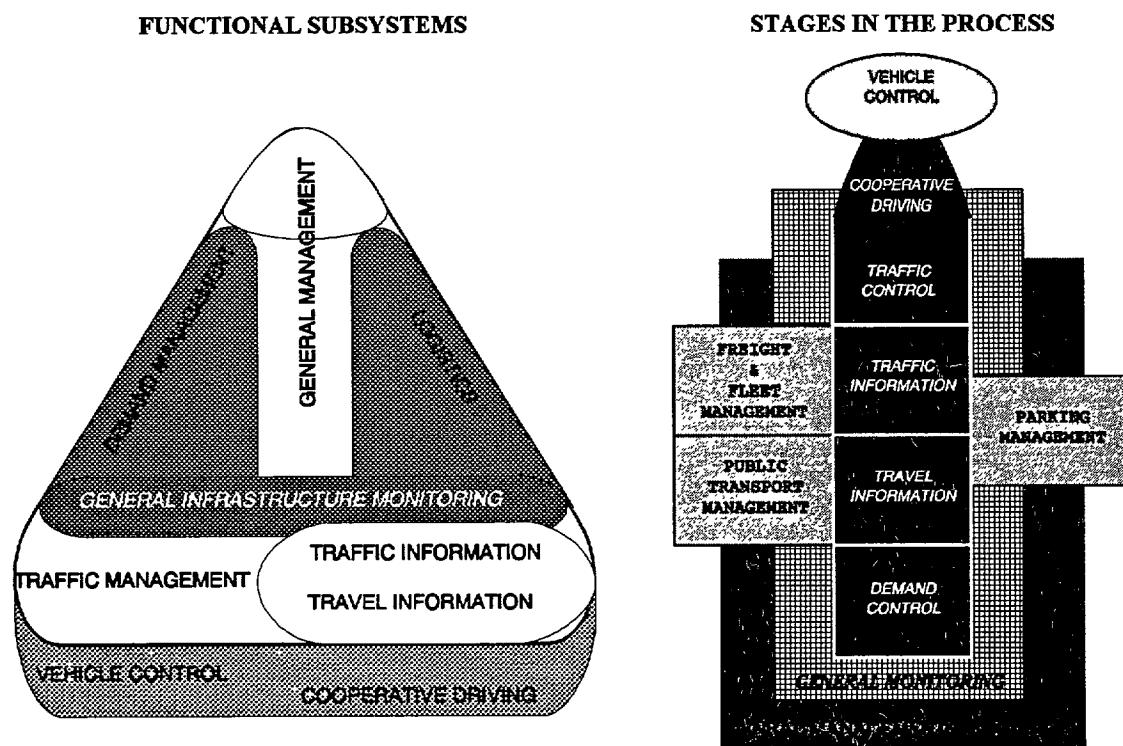 FUNCTIONAL SUBSYSTEMS
GENERAL MANAGEMENT
DEMAND MANAGEMENT
LOGISTICS
GENERAL INFRASTRUCTURE MONITORING
TRAFFIC MANAGEMENT
TRAFFIC INFORMATION
TRAVEL INFORMATION
VEHICLE CONTROL
COOPERATIVE DRIVING
STAGES IN THE PROCESS
VEHICLE
CONTROL
COOPERATIVE
DRIVING
TRAFFIC
CONTROL
FREIGHT
&
FLEET
MANAGEMENT
TRAFFIC
INFORMATION
PARKING
MANAGEMENT
PUBLIC
TRANSPORT
MANAGEMENT
TRAVEL
INFORMATION
DEMAND
CONTROL
GENERAL MONITORING